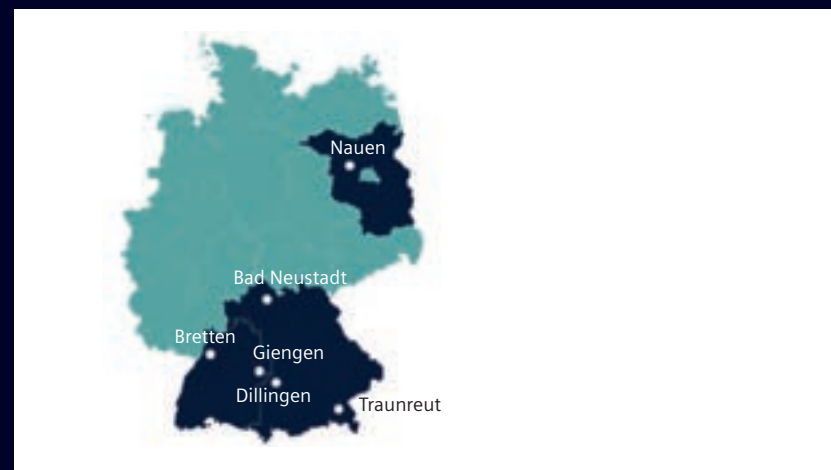 Nauen
Bad Neustadt
Bretten
Giengen
Dillingen
Traunreut